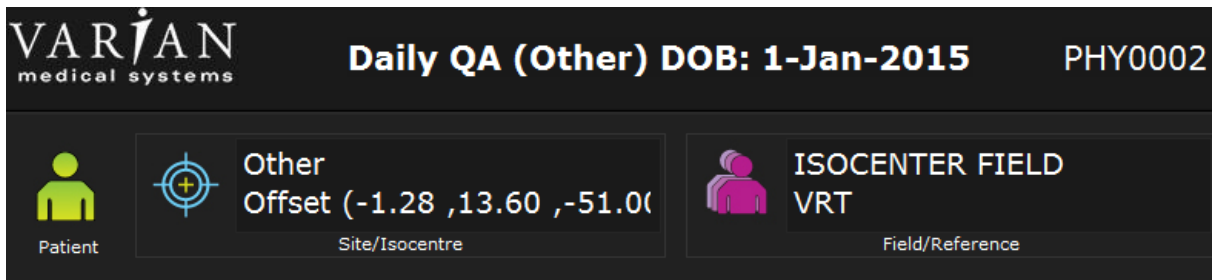 VARIAN
medical systems
Daily QA (Other) DOB: 1-Jan-2015 PHY0002
Patient
Other
Offset (-1.28 ,13.60 ,-51.0(
Site/Isocentre
ISOCENTER FIELD
VRT
Field/Reference